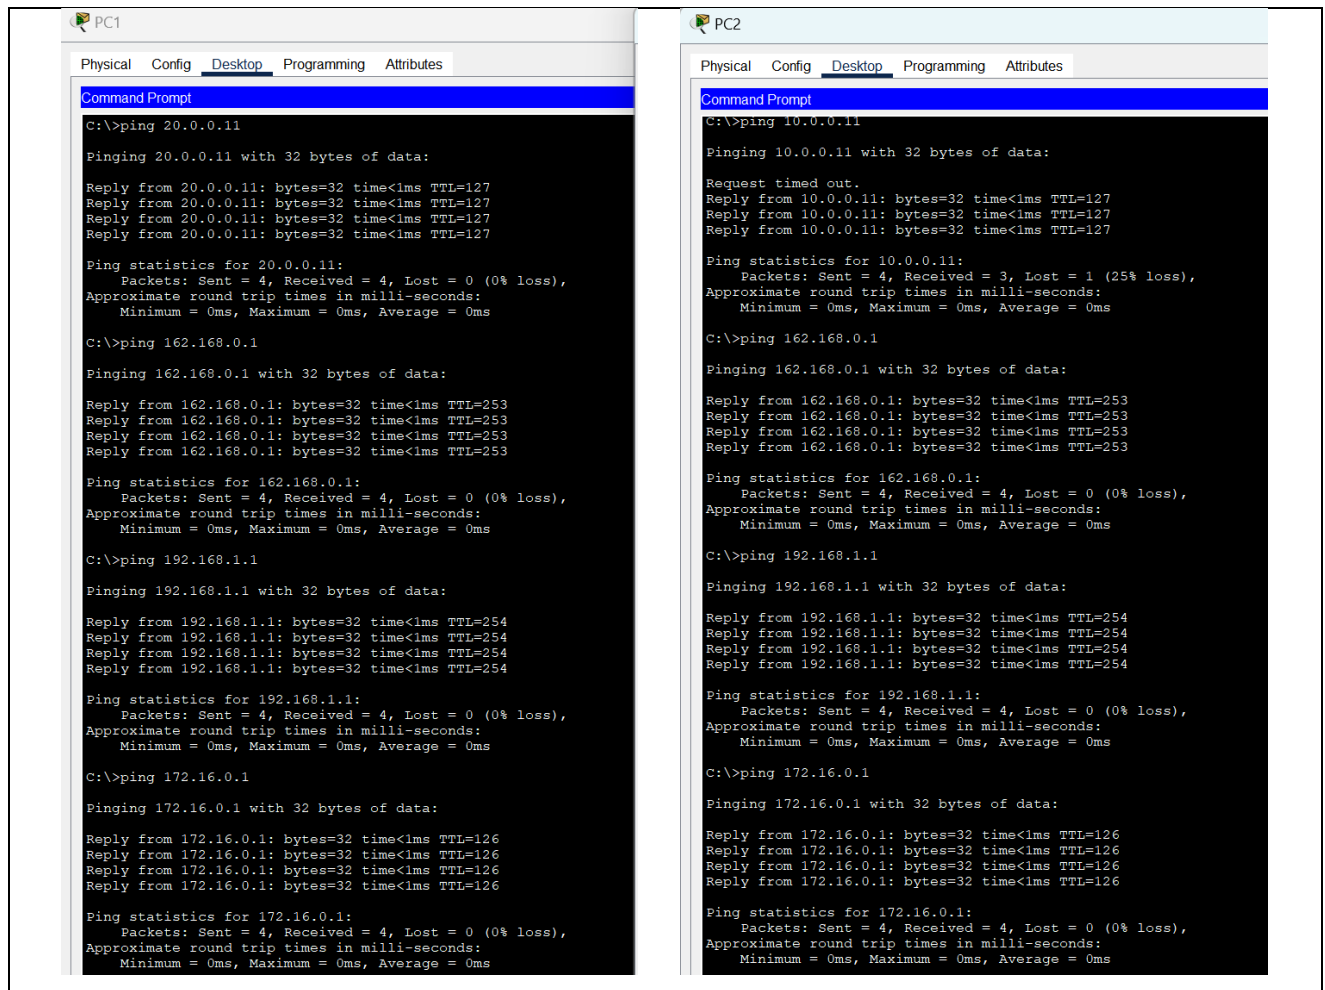 PC1
Physical Config Desktop Programming Attributes
Command Prompt
C:\>ping 20.0.0.11
Pinging 20.0.0.11 with 32 bytes of data:
Reply from 20.0.0.11: bytes=32 time<1ms TTL=127
Reply from 20.0.0.11: bytes=32 time<1ms TTL=127
Reply from 20.0.0.11: bytes=32 time<1ms TTL=127
Reply from 20.0.0.11: bytes=32 time<1ms TTL=127
Ping statistics for 20.0.0.11:
Packets: Sent = 4, Received = 4, Lost = 0 (0% loss),
Approximate round trip times in milli-seconds:
Minimum = 0ms, Maximum = 0ms, Average = 0ms
C:\>ping 162.168.0.1
Pinging 162.168.0.1 with 32 bytes of data:
Reply from 162.168.0.1: bytes=32 time<1ms TTL=253
Reply from 162.168.0.1: bytes=32 time<1ms TTL=253
Reply from 162.168.0.1: bytes=32 time<1ms TTL=253
Reply from 162.168.0.1: bytes=32 time<1ms TTL=253
Ping statistics for 162.168.0.1:
Packets: Sent = 4, Received = 4, Lost = 0 (0% loss),
Approximate round trip times in milli-seconds:
Minimum = 0ms, Maximum = 0ms, Average = 0ms
C:\>ping 192.168.1.1
Pinging 192.168.1.1 with 32 bytes of data:
Reply from 192.168.1.1: bytes=32 time<1ms TTL=254
Reply from 192.168.1.1: bytes=32 time<1ms TTL=254
Reply from 192.168.1.1: bytes=32 time<1ms TTL=254
Reply from 192.168.1.1: bytes=32 time<1ms TTL=254
Ping statistics for 192.168.1.1:
Packets: Sent = 4, Received = 4, Lost = 0 (0% loss),
Approximate round trip times in milli-seconds:
Minimum = 0ms, Maximum = 0ms, Average = 0ms
C:\>ping 172.16.0.1
Pinging 172.16.0.1 with 32 bytes of data:
Reply from 172.16.0.1: bytes=32 time<1ms TTL=126
Reply from 172.16.0.1: bytes=32 time<1ms TTL=126
Reply from 172.16.0.1: bytes=32 time<1ms TTL=126
Reply from 172.16.0.1: bytes=32 time<1ms TTL=126
Ping statistics for 172.16.0.1:
Packets: Sent = 4, Received = 4, Lost = 0 (0% loss),
Approximate round trip times in milli-seconds:
Minimum = 0ms, Maximum = 0ms, Average = 0ms
PC2
Physical Config Desktop Programming Attributes
Command Prompt
C:\>ping 10.0.0.11
Pinging 10.0.0.11 with 32 bytes of data:
Request timed out.
Reply from 10.0.0.11: bytes=32 time<1ms TTL=127
Reply from 10.0.0.11: bytes=32 time<1ms TTL=127
Reply from 10.0.0.11: bytes=32 time<1ms TTL=127
Ping statistics for 10.0.0.11:
Packets: Sent = 4, Received = 3, Lost = 1 (25% loss),
Approximate round trip times in milli-seconds:
Minimum = 0ms, Maximum = 0ms, Average = 0ms
C:\>ping 162.168.0.1
Pinging 162.168.0.1 with 32 bytes of data:
Reply from 162.168.0.1: bytes=32 time<1ms TTL=253
Reply from 162.168.0.1: bytes=32 time<1ms TTL=253
Reply from 162.168.0.1: bytes=32 time<1ms TTL=253
Reply from 162.168.0.1: bytes=32 time<1ms TTL=253
Ping statistics for 162.168.0.1:
Packets: Sent = 4, Received = 4, Lost = 0 (0% loss),
Approximate round trip times in milli-seconds:
Minimum = 0ms, Maximum = 0ms, Average = 0ms
C:\>ping 192.168.1.1
Pinging 192.168.1.1 with 32 bytes of data:
Reply from 192.168.1.1: bytes=32 time<1ms TTL=254
Reply from 192.168.1.1: bytes=32 time<1ms TTL=254
Reply from 192.168.1.1: bytes=32 time<1ms TTL=254
Reply from 192.168.1.1: bytes=32 time<1ms TTL=254
Ping statistics for 192.168.1.1:
Packets: Sent = 4, Received = 4, Lost = 0 (0% loss),
Approximate round trip times in milli-seconds:
Minimum = 0ms, Maximum = 0ms, Average = 0ms
C:\>ping 172.16.0.1
Pinging 172.16.0.1 with 32 bytes of data:
Reply from 172.16.0.1: bytes=32 time<1ms TTL=126
Reply from 172.16.0.1: bytes=32 time<1ms TTL=126
Reply from 172.16.0.1: bytes=32 time<1ms TTL=126
Reply from 172.16.0.1: bytes=32 time<1ms TTL=126
Ping statistics for 172.16.0.1:
Packets: Sent = 4, Received = 4, Lost = 0 (0% loss),
Approximate round trip times in milli-seconds:
Minimum = 0ms, Maximum = 0ms, Average = 0ms